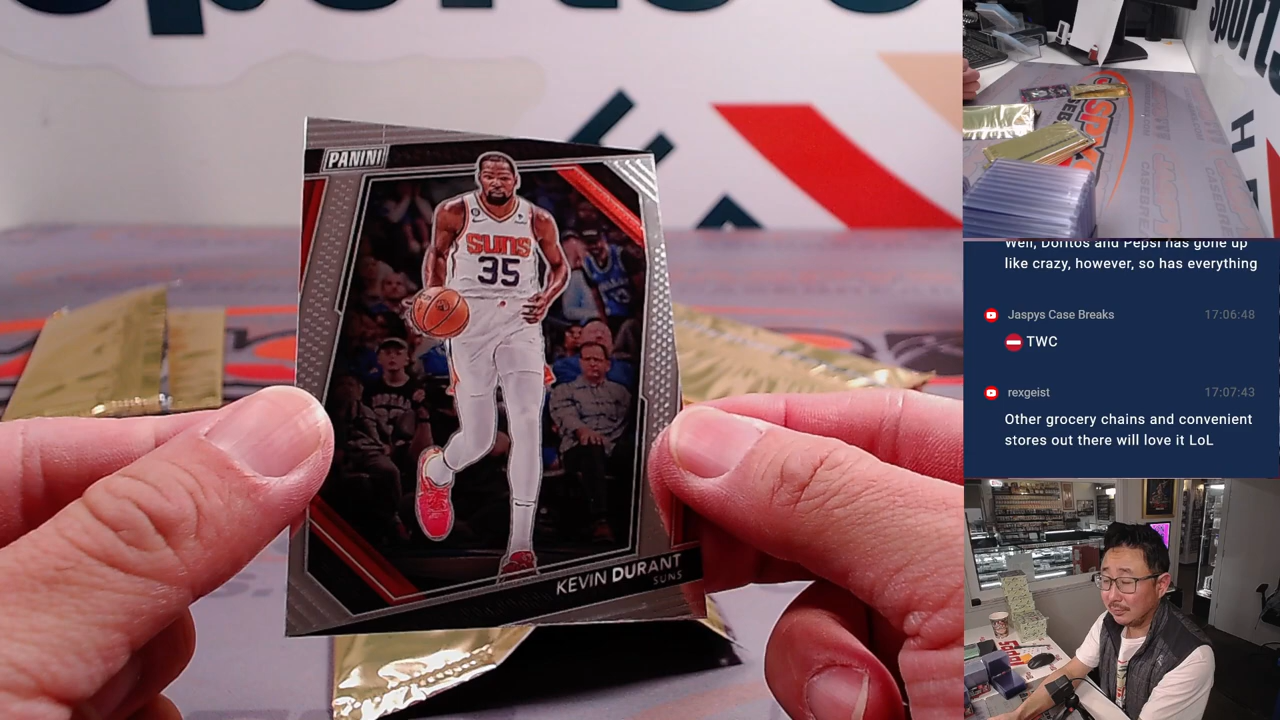 sports
PANINI
SUNS
35
KEVIN DURANT
SUNS
sports
Well, Doritos and Pepsi has gone up
like crazy, however, so has everything
Jaspys Case Breaks 17:06:48
TWC
rexgeist 17:07:43
Other grocery chains and convenient
stores out there will love it LoL